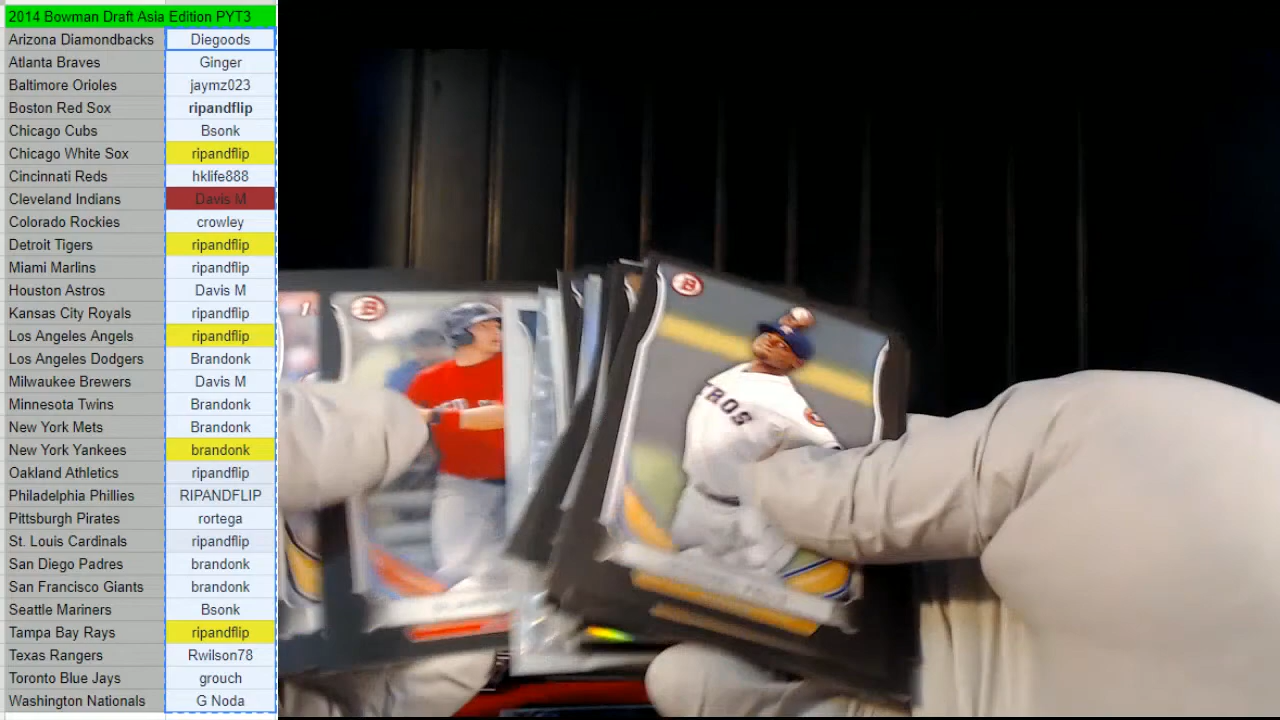 2014 Bowman Draft Asia Edition PYT3
Arizona Diamondbacks Diegoods
Atlanta Braves Ginger
Baltimore Orioles jaymz023
Boston Red Sox ripandflip
Chicago Cubs Bsonk
Chicago White Sox ripandflip
Cincinnati Reds hklife888
Cleveland Indians Davis M
Colorado Rockies crowley
Detroit Tigers ripandflip
Miami Marlins ripandflip
Houston Astros Davis M
Kansas City Royals ripandflip
Los Angeles Angels ripandflip
Los Angeles Dodgers Brandonk
Milwaukee Brewers Davis M
Minnesota Twins Brandonk
New York Mets Brandonk
New York Yankees brandonk
Oakland Athletics ripandflip
Philadelphia Phillies RIPANDFLIP
Pittsburgh Pirates rortega
St. Louis Cardinals ripandflip
San Diego Padres brandonk
San Francisco Giants brandonk
Seattle Mariners Bsonk
Tampa Bay Rays ripandflip
Texas Rangers Rwilson78
Toronto Blue Jays grouch
Washington Nationals G Noda
B
B
TROS